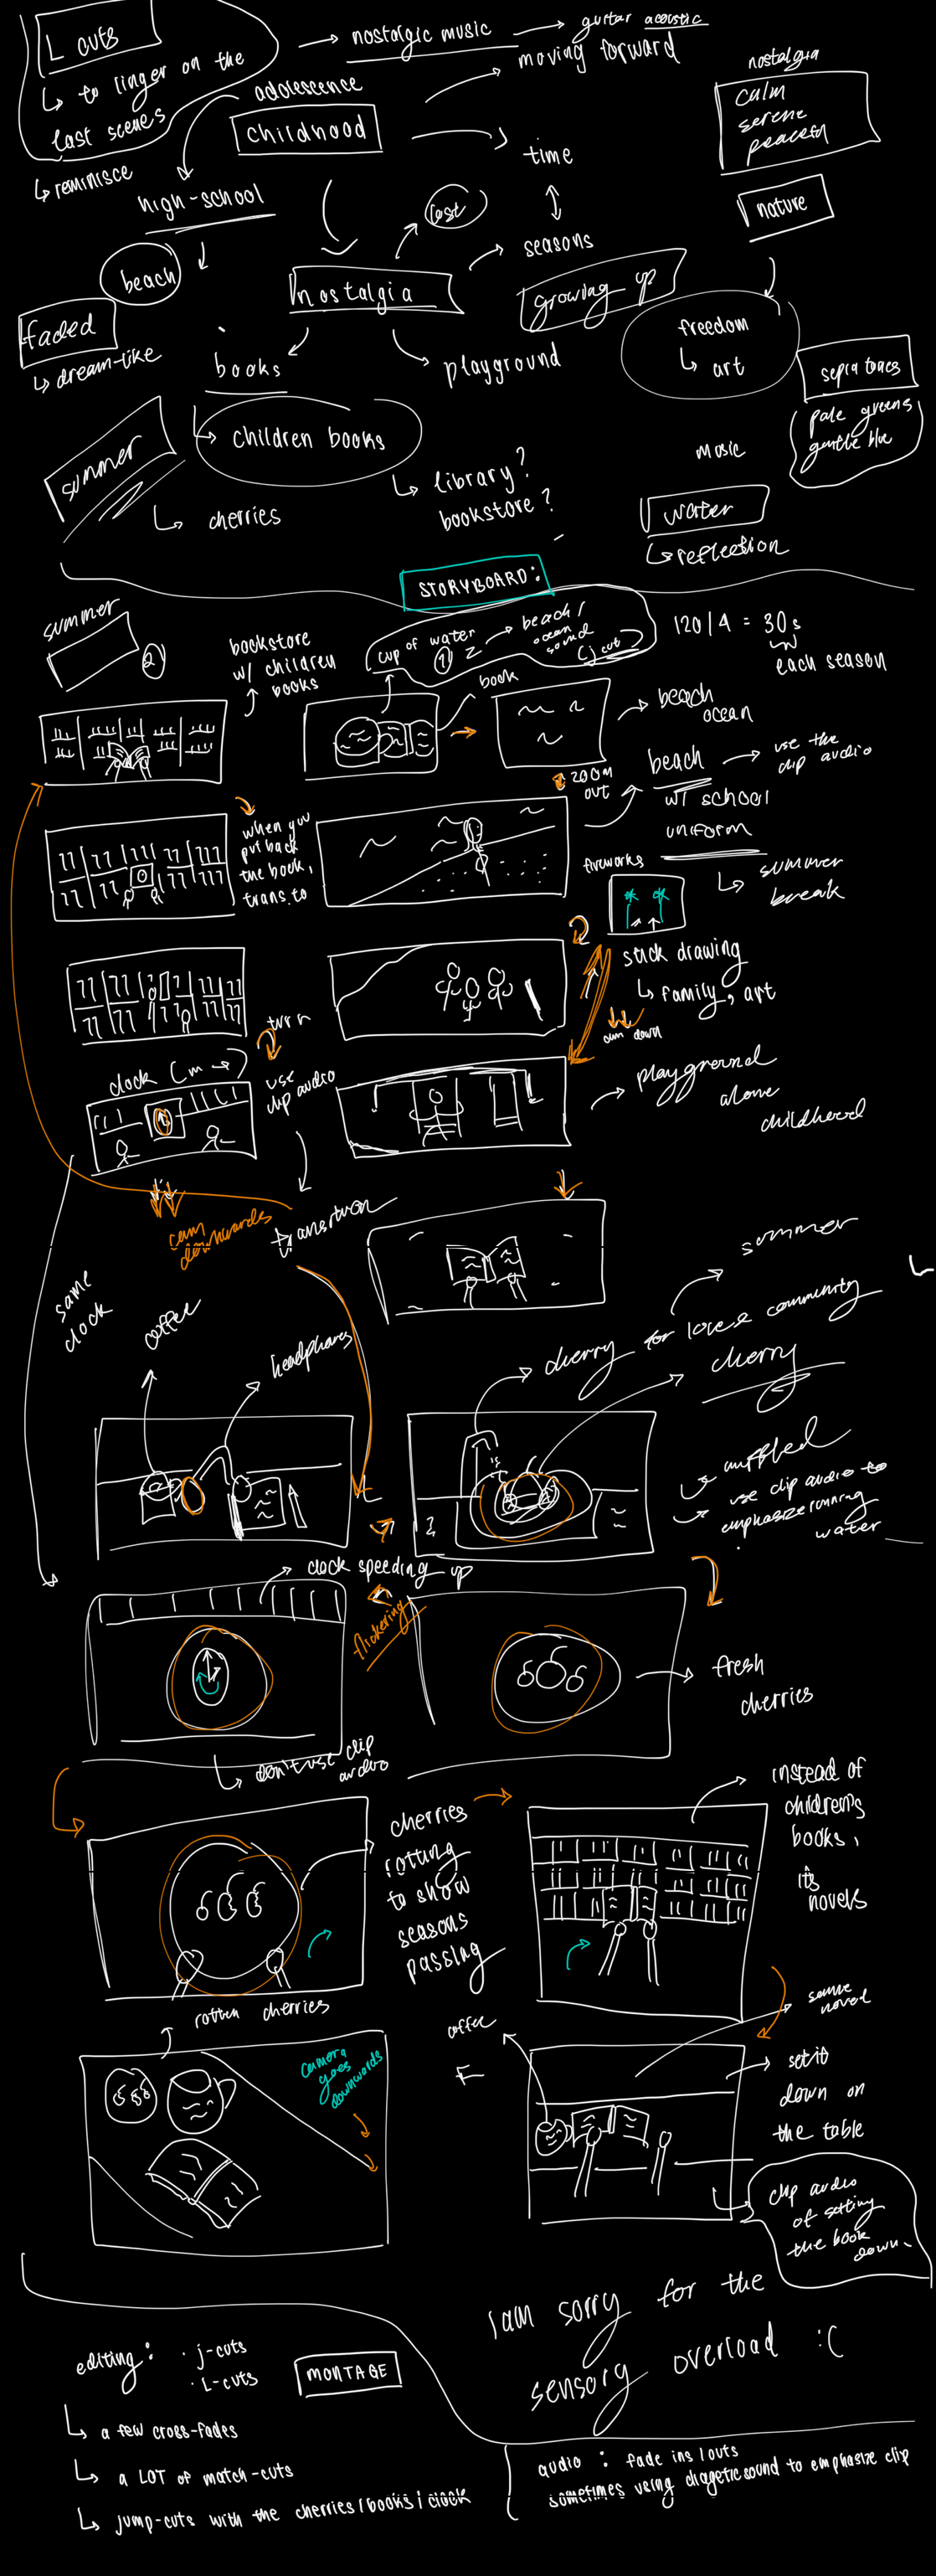 L cuts
↳ to linger on the
last scenes
↳ reminisce
→ nostalgic music → guitar acoustic
moving forward
adolescence
childhood
time
high-school
lost
seasons
beach
nostalgia
growing up
faded
↳ dream-like
books
playground
summer
↳ children books
↳ library?
bookstore?
↳ cherries
nostalgia
calm
serene
peaceful
nature
freedom
↳ art
sepia tones
pale greens
gentle blue
music
water
↳ reflection
STORYBOARD:
summer
②
bookstore
w/ children
books
cup of water
①
beach /
ocean
sound
(j cut)
120/4 = 30s
each season
book
beach
ocean
zoom
out
beach
w/ school
uniform
→ use the
clip audio
↳ summer
break
when you
put back
the book,
trans. to
fireworks
stick drawing
↳ family, art
cam down
turn
use
clip audio
clock
playground
alone
childhood
cam
downwards
transition
same
clock
coffee
headphones
summer
cherry for loose community
cherry
muffled
use clip audio to
emphasize running
water
clock speeding up
flickering
fresh
cherries
don't use clip
audio
cherries
rotting
to show
seasons
passing
instead of
children's
books,
its
novels
rotten cherries
same
novel
coffee
camera
goes
downwards
set it
down on
the table
clip audio
of setting
the book
down.
I am sorry for the
sensory overload :(
editing: · j-cuts
· L-cuts
MONTAGE
↳ a few cross-fades
↳ a LOT of match-cuts
↳ jump-cuts with the cherries/books/clock
audio : fade ins/outs
sometimes using diagetic sound to emphasize clip